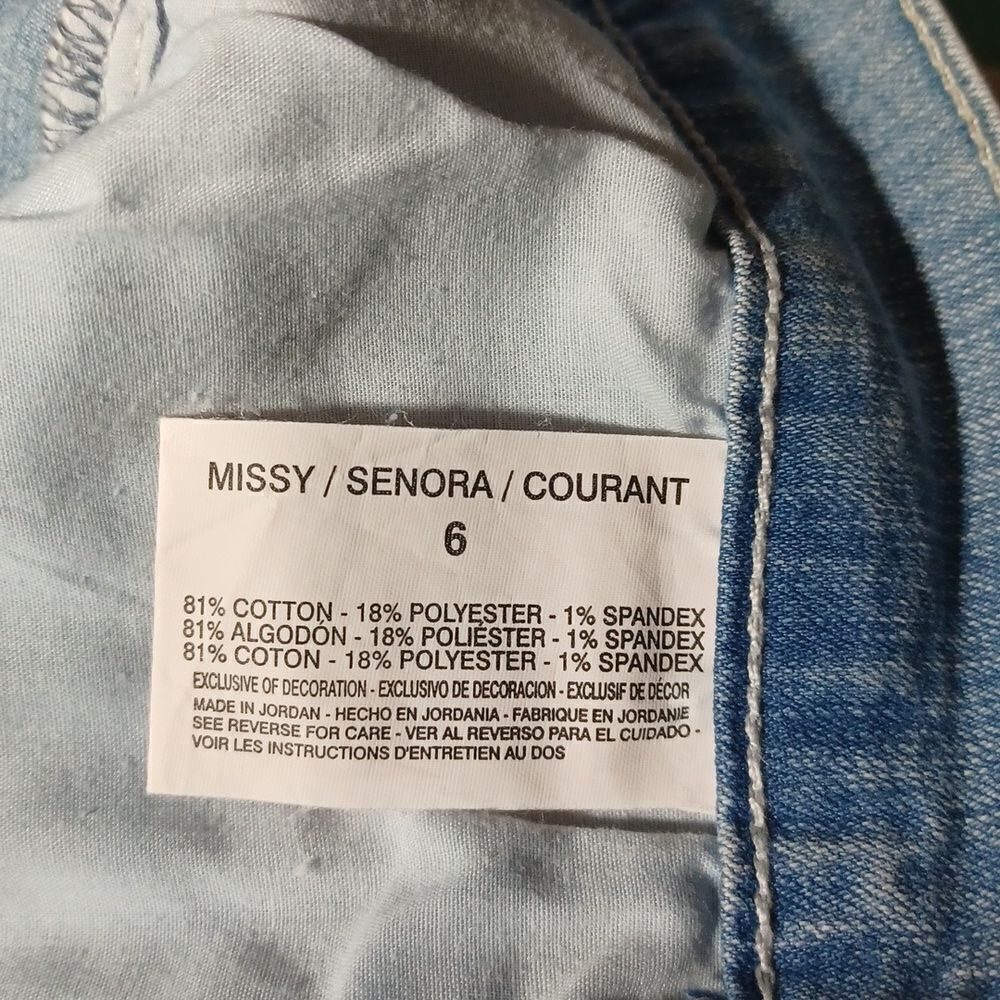 MISSY / SENORA / COURANT
6
81% COTTON - 18% POLYESTER - 1% SPANDEX
81% ALGODÓN - 18% POLIÉSTER - 1% SPANDEX
81% COTON - 18% POLYESTER - 1% SPANDEX
EXCLUSIVE OF DECORATION - EXCLUSIVO DE DECORACION - EXCLUSIF DE DÉCOR
MADE IN JORDAN - HECHO EN JORDANIA - FABRIQUE EN JORDANIE
SEE REVERSE FOR CARE - VER AL REVERSO PARA EL CUIDADO -
VOIR LES INSTRUCTIONS D'ENTRETIEN AU DOS